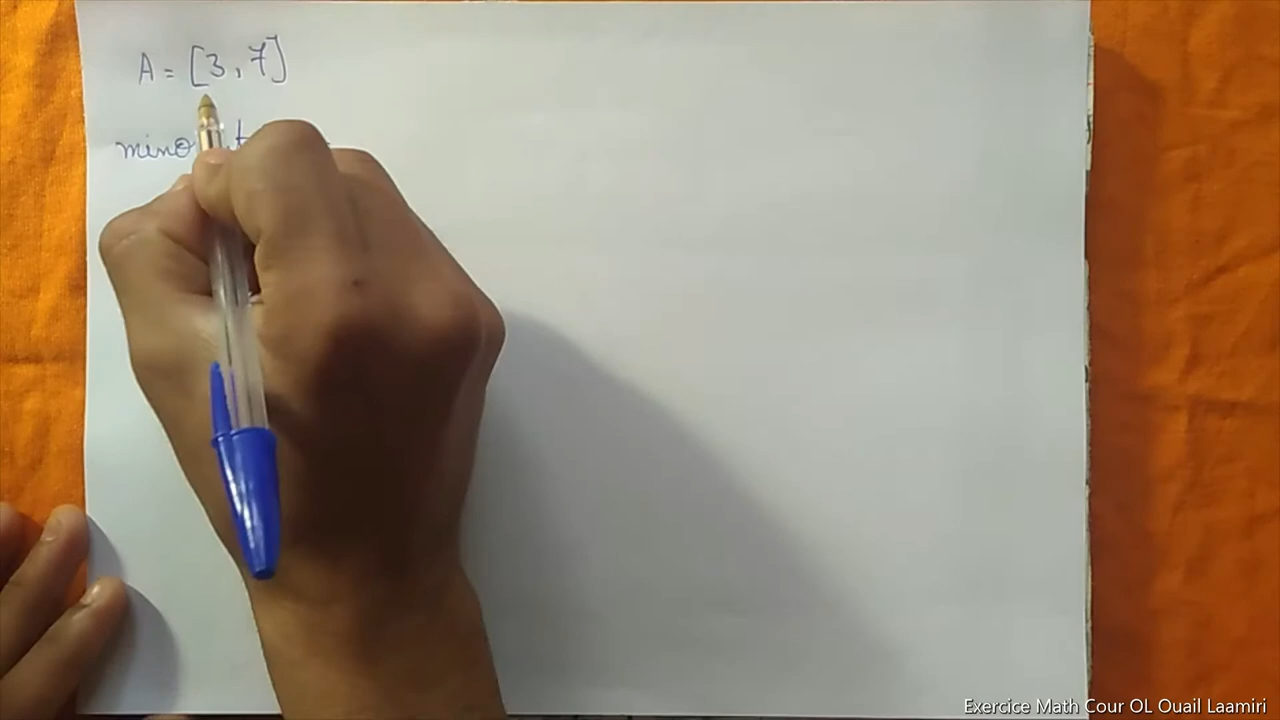 A = [3, 7]
Exercice Math Cour OL Ouail Laamiri